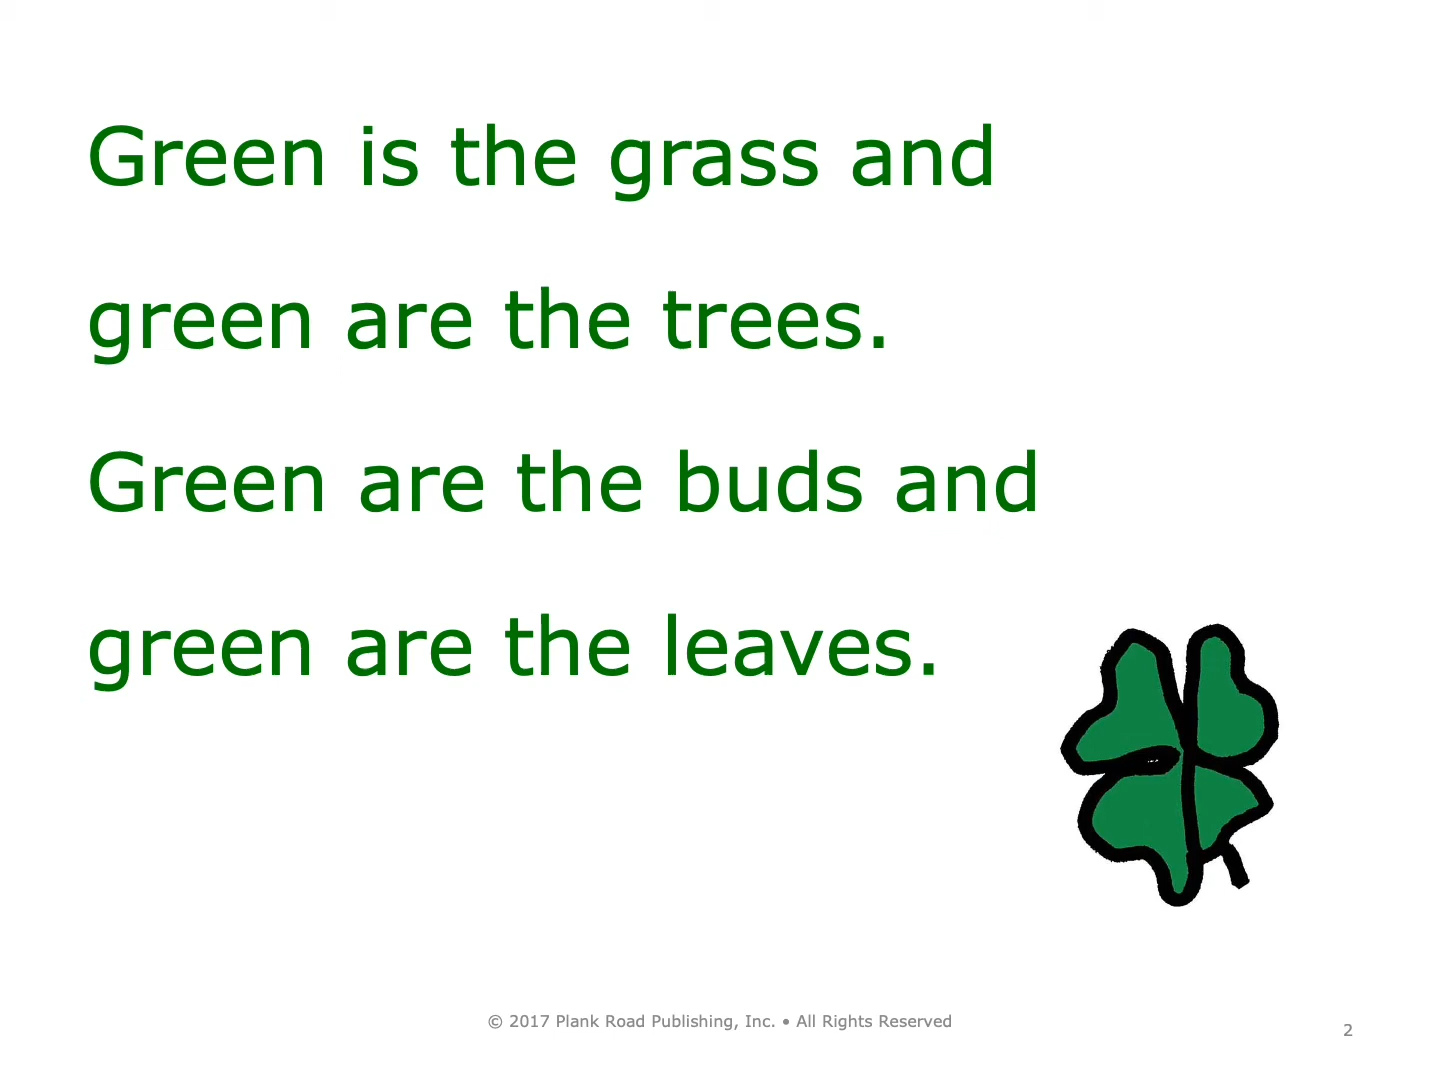 Green is the grass and
green are the trees.
Green are the buds and
green are the leaves.
© 2017 Plank Road Publishing, Inc. • All Rights Reserved
2